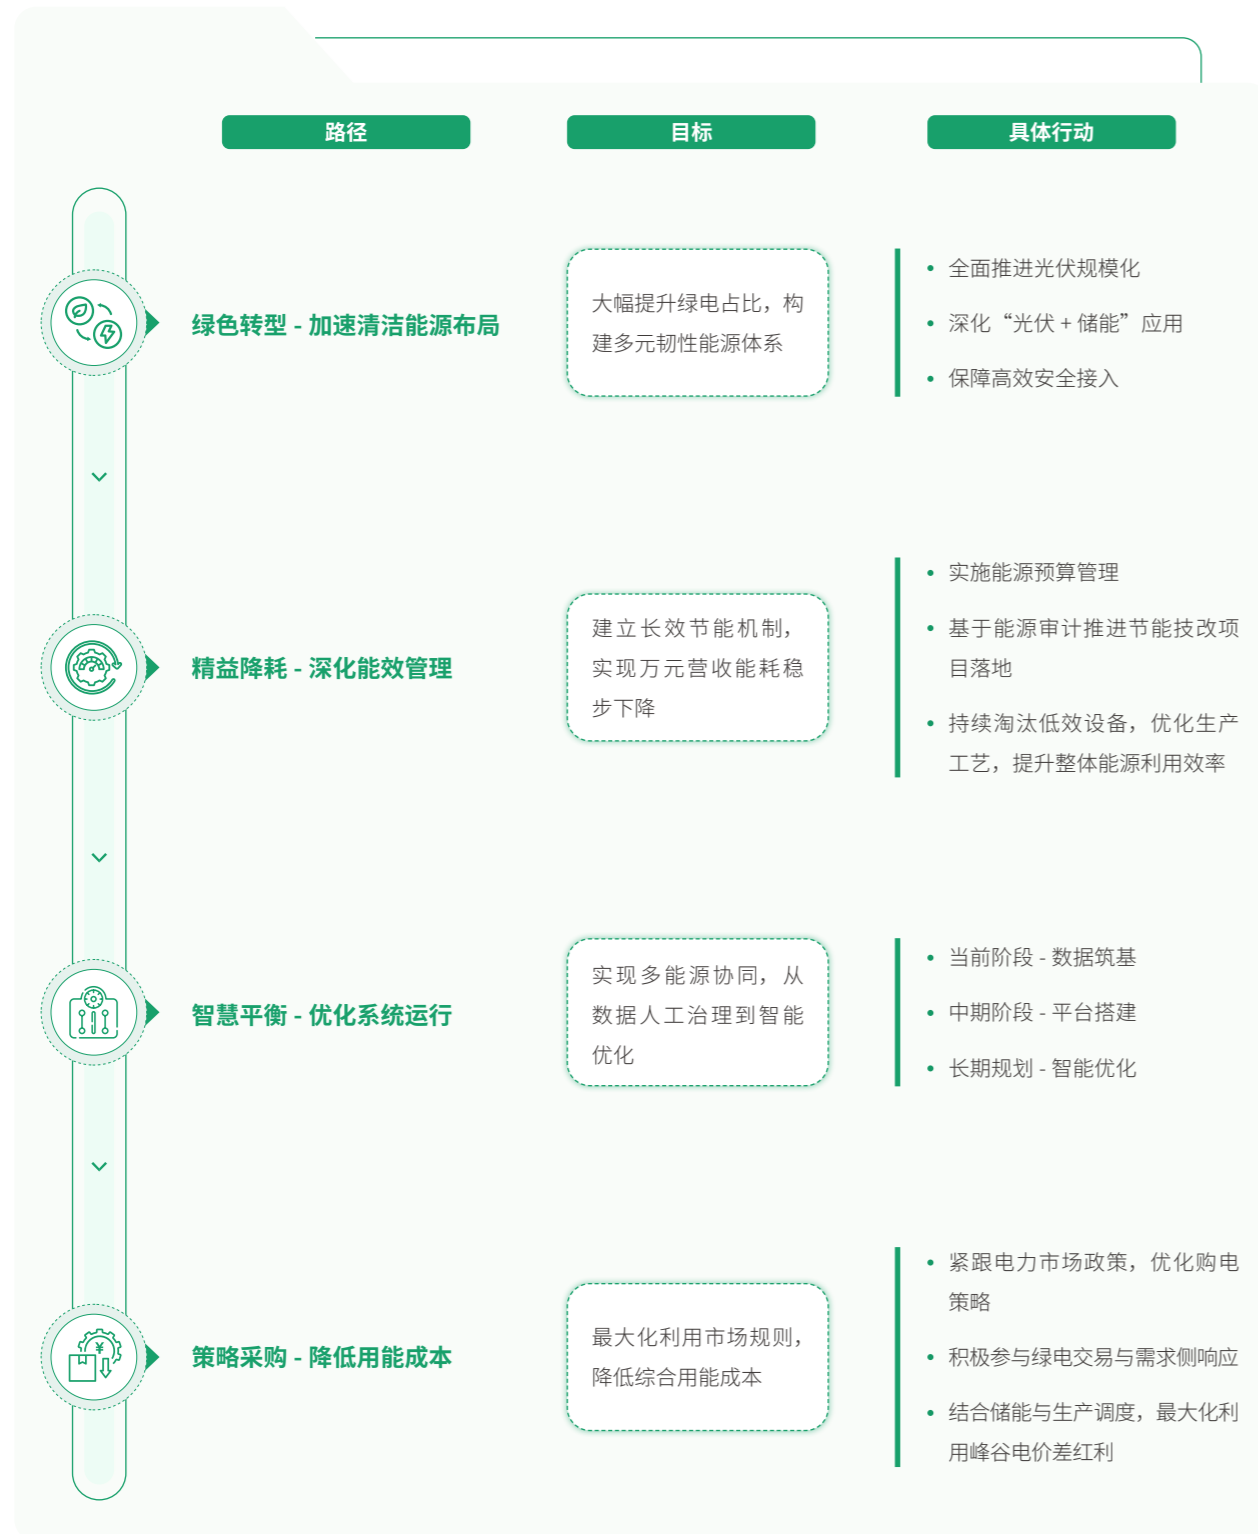 路径
目标
具体行动
绿色转型 - 加速清洁能源布局
大幅提升绿电占比，构
建多元韧性能源体系
• 全面推进光伏规模化
• 深化“光伏 + 储能”应用
• 保障高效安全接入
精益降耗 - 深化能效管理
建立长效节能机制，
实现万元营收能耗稳
步下降
• 实施能源预算管理
• 基于能源审计推进节能技改项
目落地
• 持续淘汰低效设备，优化生产
工艺，提升整体能源利用效率
智慧平衡 - 优化系统运行
实现多能源协同，从
数据人工治理到智能
优化
• 当前阶段 - 数据筑基
• 中期阶段 - 平台搭建
• 长期规划 - 智能优化
策略采购 - 降低用能成本
最大化利用市场规则，
降低综合用能成本
• 紧跟电力市场政策，优化购电
策略
• 积极参与绿电交易与需求侧响应
• 结合储能与生产调度，最大化利
用峰谷电价差红利
¥